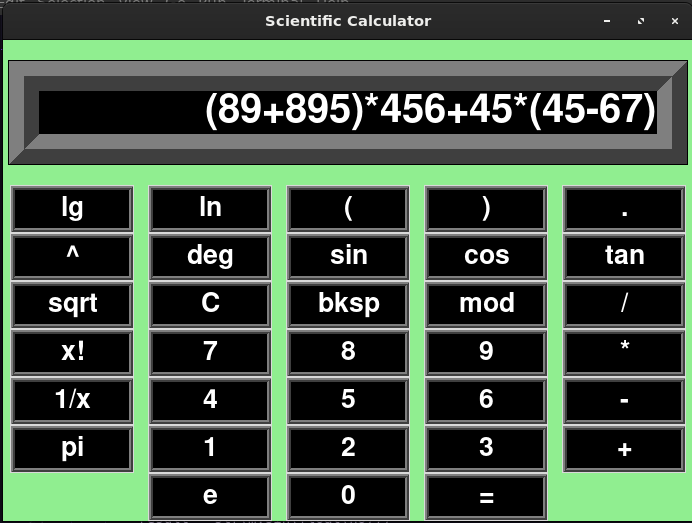 Scientific Calculator
(89+895)*456+45*(45-67)
lg ln ( ) .
^ deg sin cos tan
sqrt C bksp mod /
x! 7 8 9 *
1/x 4 5 6 -
pi 1 2 3 +
e 0 =